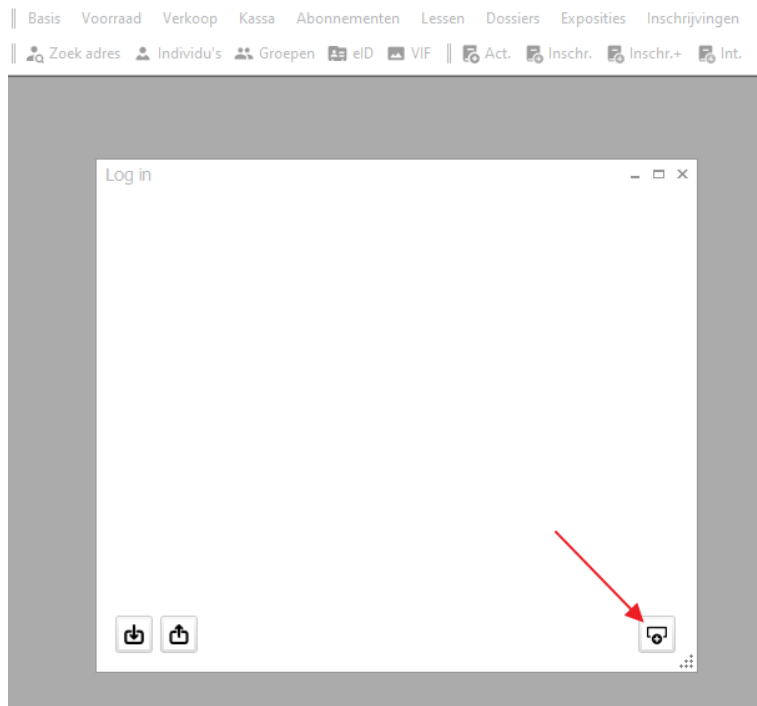 Basis Voorraad Verkoop Kassa Abonnementen Lessen Dossiers Exposities Inschrijvingen
Zoek adres Individu's Groepen eID VIF Act. Inschr. Inschr.+ Int.
Log in